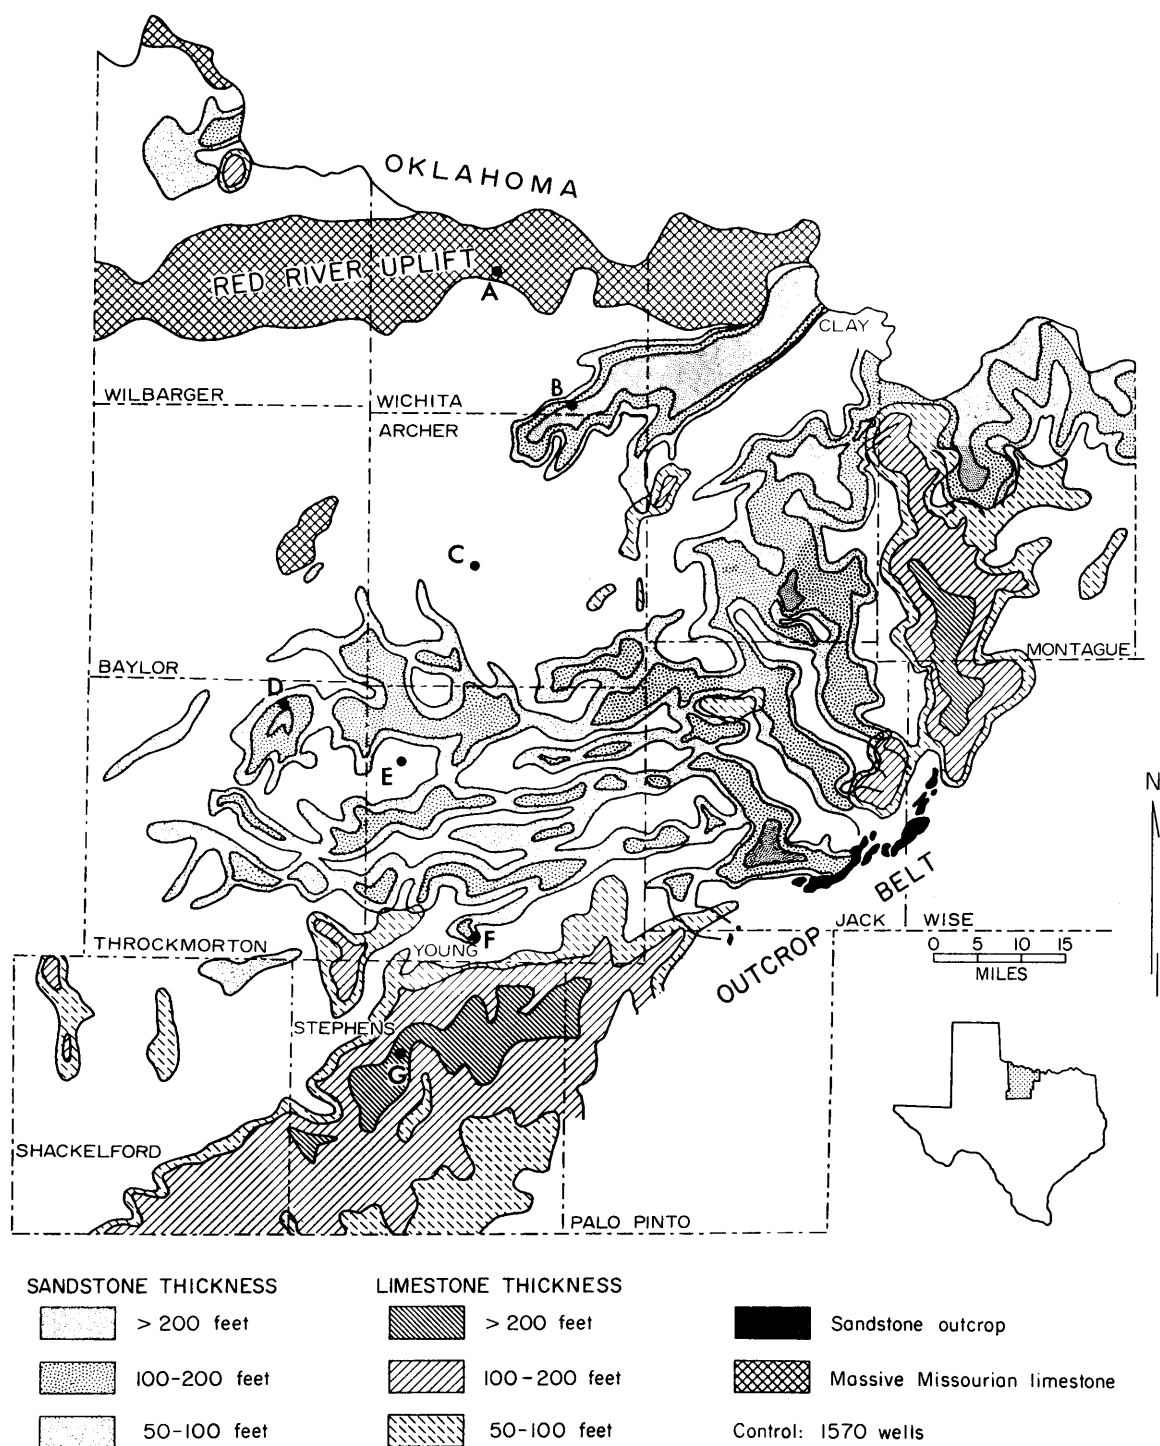 OKLAHOMA
RED RIVER UPLIFT
A
CLAY
WILBARGER
WICHITA
B
ARCHER
C
BAYLOR
MONTAGUE
D
E
N
BELT
JACK
WISE
THROCKMORTON
YOUNG
F
OUTCROP
0 5 10 15
MILES
STEPHENS
G
SHACKELFORD
PALO PINTO
SANDSTONE THICKNESS
> 200 feet
100-200 feet
50-100 feet
LIMESTONE THICKNESS
> 200 feet
100-200 feet
50-100 feet
Sandstone outcrop
Massive Missourian limestone
Control: 1570 wells